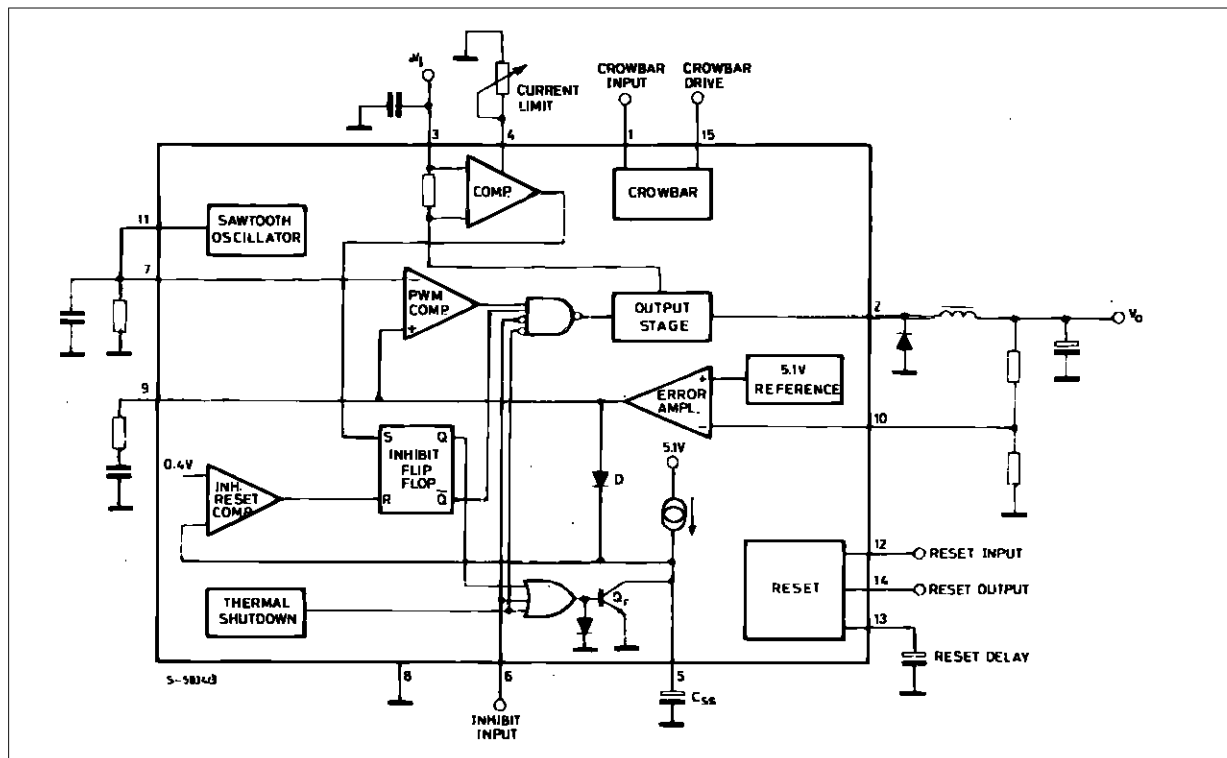 +Vi
CURRENT
LIMIT
CROWBAR
INPUT
CROWBAR
DRIVE
3
4
1
15
COMP.
CROWBAR
11
SAWTOOTH
OSCILLATOR
7
−
PWM
COMP.
+
OUTPUT
STAGE
2
Vo
5.1V
REFERENCE
+
ERROR
AMPL.
−
9
10
S
Q
INHIBIT
FLIP
FLOP
R
Q̅
0.4V
INH.
RESET
COMP.
D
5.1V
12
RESET INPUT
RESET
14
RESET OUTPUT
13
RESET DELAY
THERMAL
SHUTDOWN
Qr
8
6
5
Css
INHIBIT
INPUT